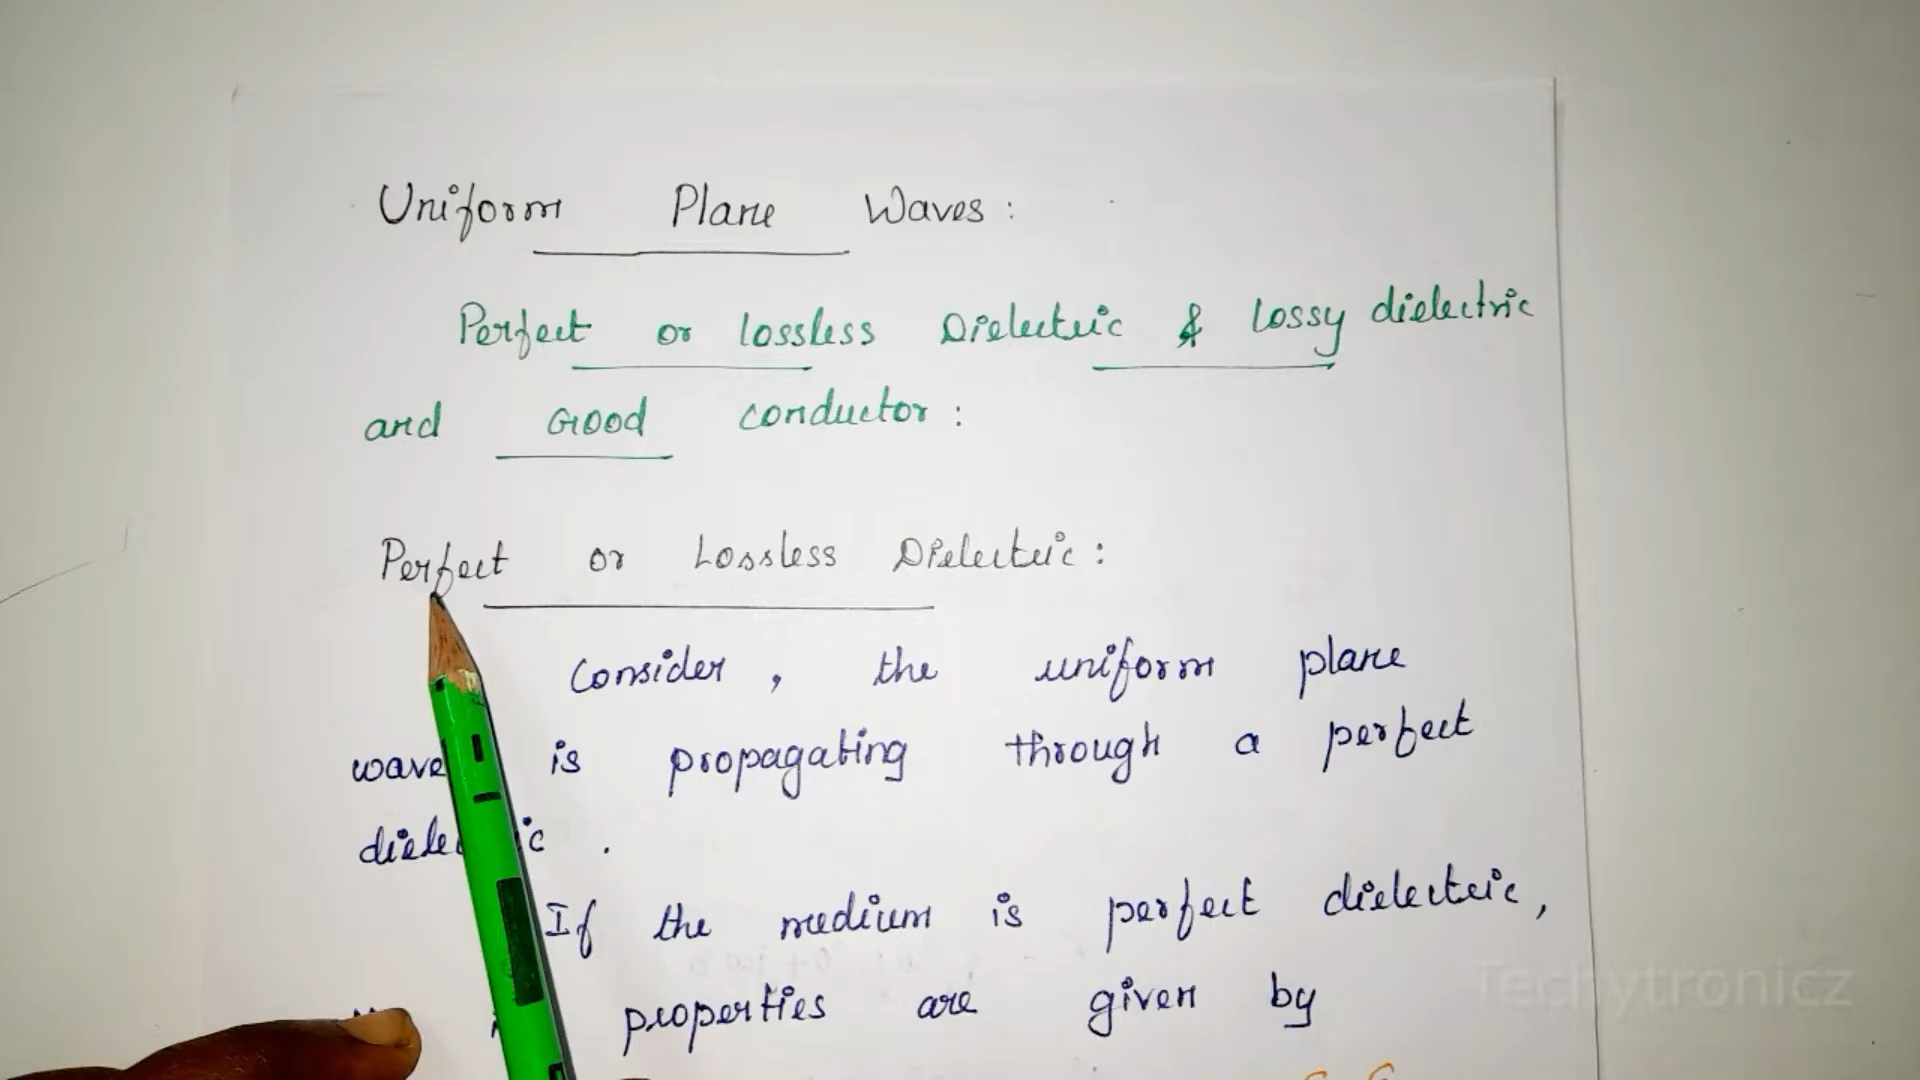 Uniform Plane Waves:
Perfect or lossless Dielectric & lossy dielectric
and Good conductor:
Perfect or Lossless Dielectric:
Consider, the uniform plane
wave is propagating through a perfect
.
If the medium is perfect dielectric,
properties are given by
Techytronicz